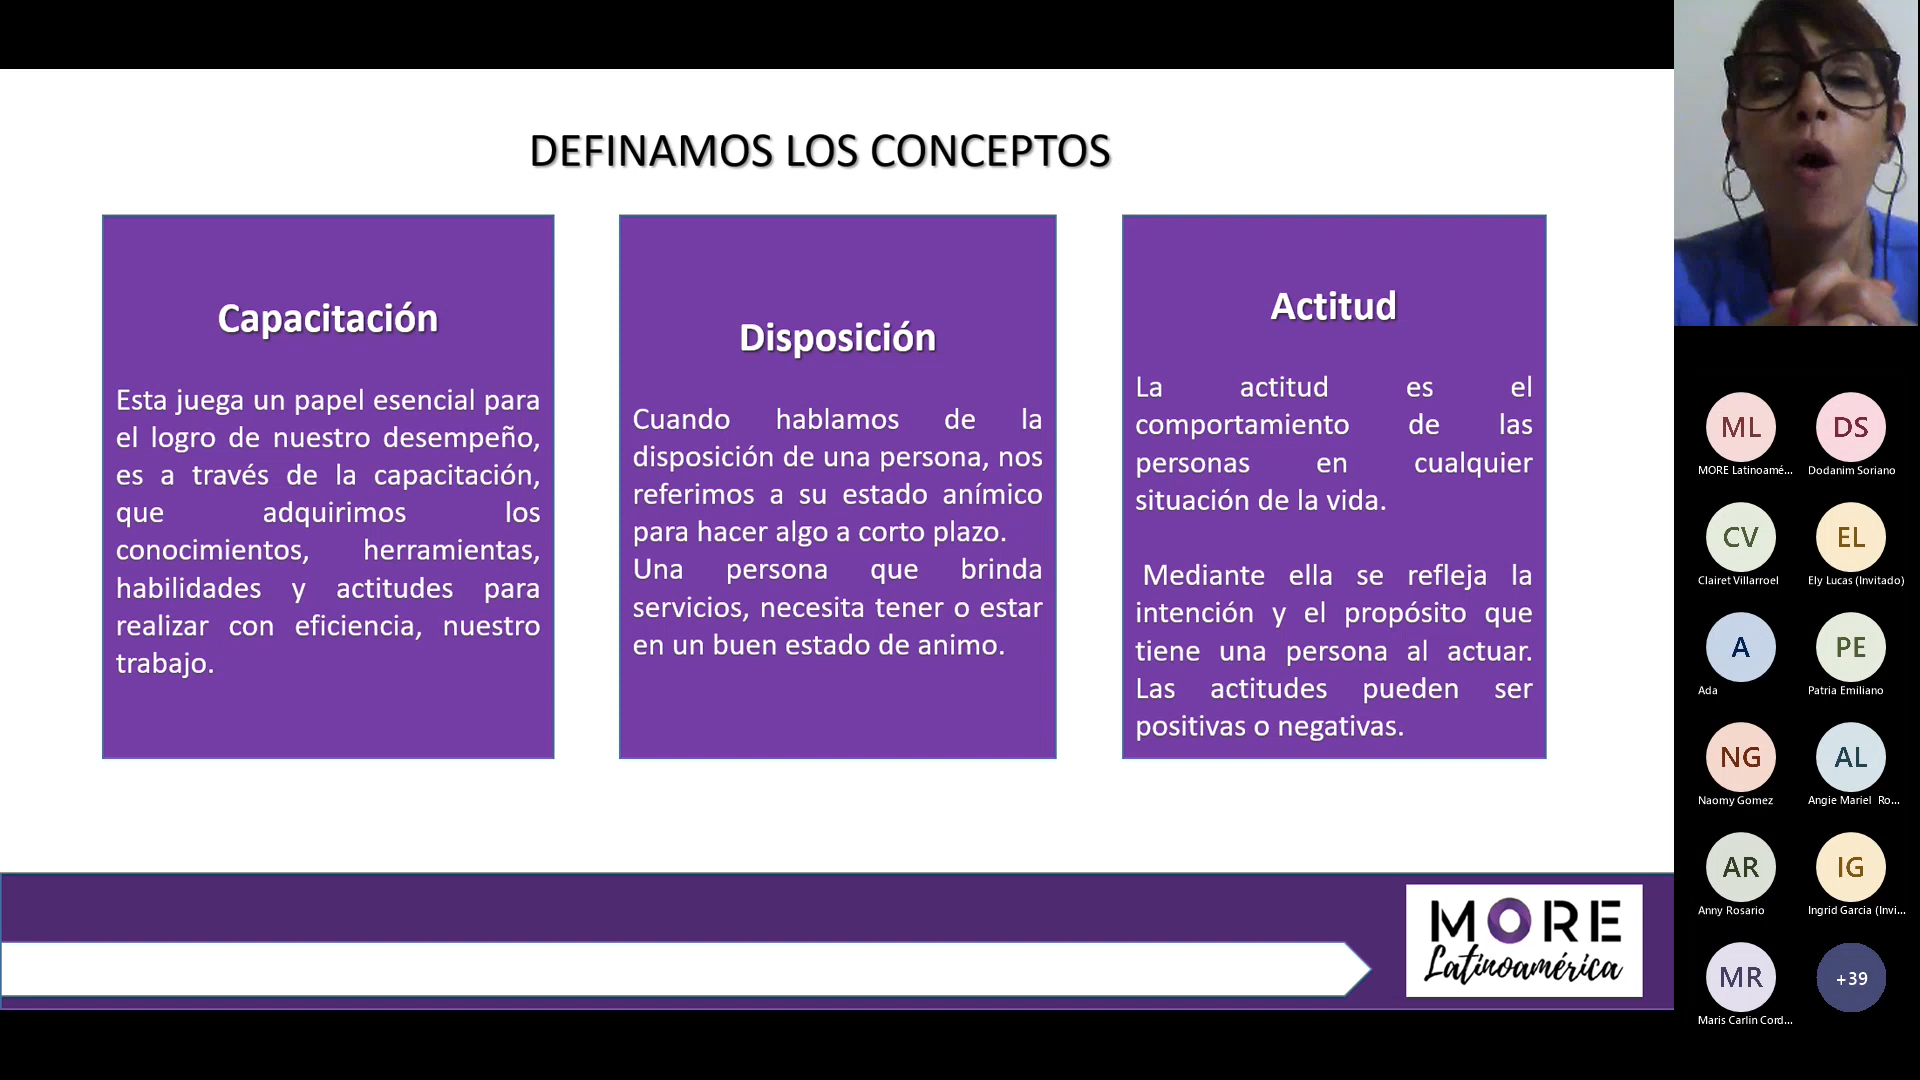 DEFINAMOS LOS CONCEPTOS
Capacitación
Esta juega un papel esencial para
el logro de nuestro desempeño,
es a través de la capacitación,
que adquirimos los
conocimientos, herramientas,
habilidades y actitudes para
realizar con eficiencia, nuestro
trabajo.
Disposición
Cuando hablamos de la
disposición de una persona, nos
referimos a su estado anímico
para hacer algo a corto plazo.
Una persona que brinda
servicios, necesita tener o estar
en un buen estado de animo.
Actitud
La actitud es el
comportamiento de las
personas en cualquier
situación de la vida.
Mediante ella se refleja la
intención y el propósito que
tiene una persona al actuar.
Las actitudes pueden ser
positivas o negativas.
MORE
Latinoamérica
ML
MORE Latinoamé...
DS
Dodanim Soriano
CV
Clairet Villarroel
EL
Ely Lucas (Invitado)
A
Ada
PE
Patria Emiliano
NG
Naomy Gomez
AL
Angie Mariel Ro...
AR
Anny Rosario
IG
Ingrid Garcia (Invi...
MR
Maris Carlin Cord...
+39